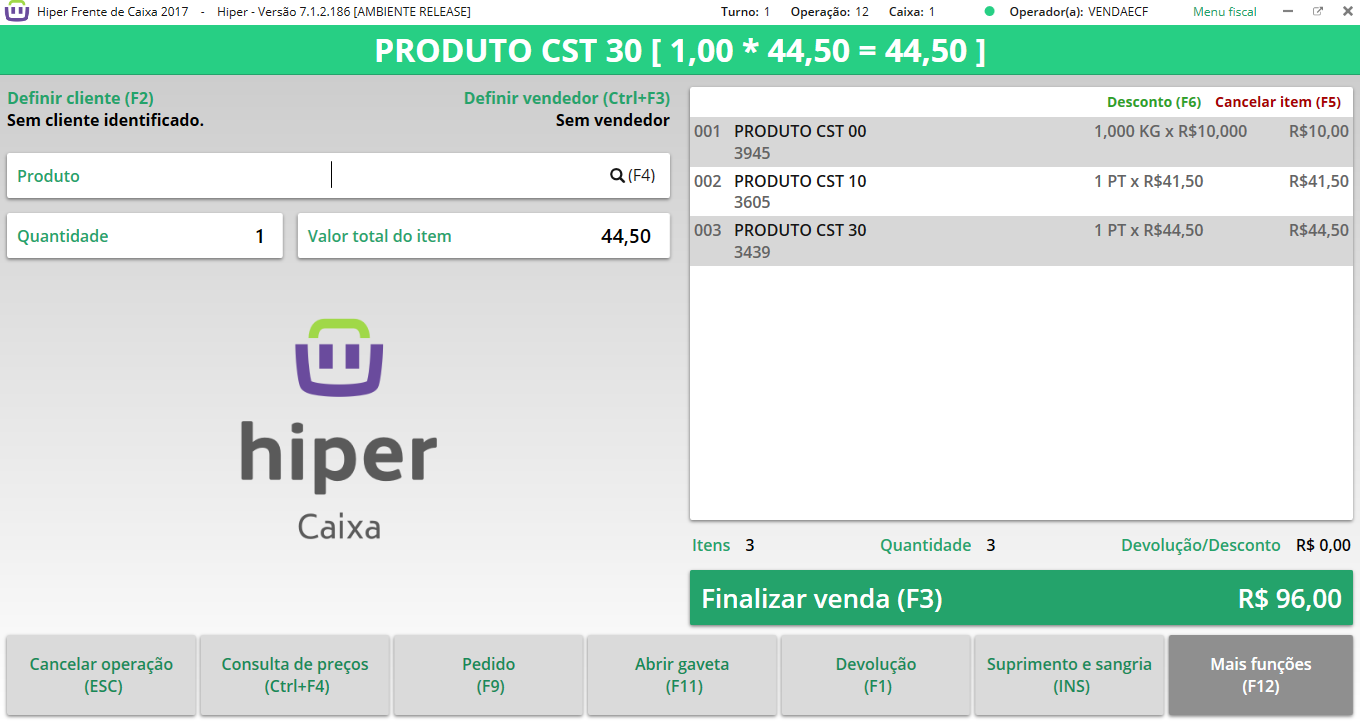 Hiper Frente de Caixa 2017 - Hiper - Versão 7.1.2.186 [AMBIENTE RELEASE] Turno: 1 Operação: 12 Caixa: 1 Operador(a): VENDAECF Menu fiscal
PRODUTO CST 30 [ 1,00 * 44,50 = 44,50 ]
Definir cliente (F2) Definir vendedor (Ctrl+F3)
Sem cliente identificado. Sem vendedor
Produto (F4)
Quantidade 1 Valor total do item 44,50
hiper
Caixa
Desconto (F6) Cancelar item (F5)
001 PRODUTO CST 00 1,000 KG x R$10,000 R$10,00
3945
002 PRODUTO CST 10 1 PT x R$41,50 R$41,50
3605
003 PRODUTO CST 30 1 PT x R$44,50 R$44,50
3439
Itens 3 Quantidade 3 Devolução/Desconto R$ 0,00
Finalizar venda (F3) R$ 96,00
Cancelar operação
(ESC)
Consulta de preços
(Ctrl+F4)
Pedido
(F9)
Abrir gaveta
(F11)
Devolução
(F1)
Suprimento e sangria
(INS)
Mais funções
(F12)